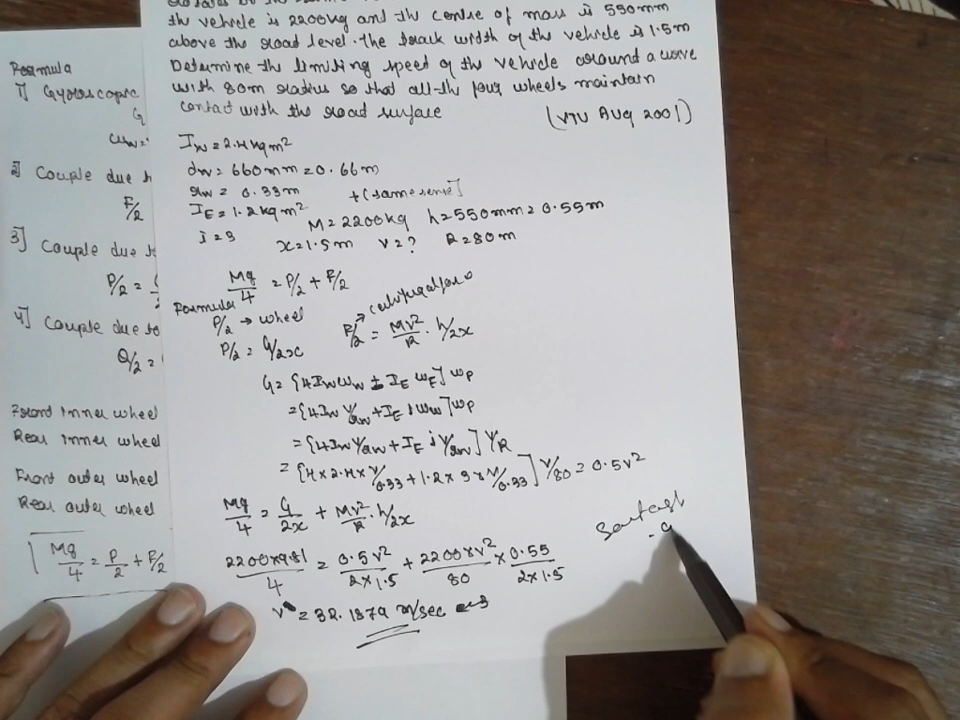 the vehicle is 2200kg and the centre of mass is 550mm
above the road level. The track width of the vehicle is 1.5m
Determine the limiting speed of the vehicle around a curve
with 80m radius so that all the four wheels maintain
contact with the road surface
(VTU AUG 2001)
Iw = 2.4 kgm²
dw = 660mm = 0.66m
rw = 0.33m
+ (same sense)
IE = 1.2 kgm²
M = 2200kg h = 550mm = 0.55m
i = 3
x = 1.5m v = ? R = 80m
Mg/4 = P/2 + F/2
Formula
P/2 → wheel
F/2 → centrifugal force
P/2 = G/2x
F/2 = Mv²/R · h/2x
G = [4Iw ωw ± IE ωE] ωp
= [4Iw v/rw + IE i ωw] ωp
= [4Iw v/rw + IE i v/rw] v/R
= [4 × 2.4 × v/0.33 + 1.2 × 3 × v/0.33] v/80 = 0.5v²
Mg/4 = G/2x + Mv²/R · h/2x
2200×9.81/4 = 0.5v²/2×1.5 + 2200×v²/80 × 0.55/2×1.5
v = 32.1879 m/sec
Formula
1] Gyroscopic
G
ωw =
2] Couple due
F/2
3] Couple due to
P/2 =
4] Couple due to
Q/2 =
Front inner wheel
Rear inner wheel
Front outer wheel
Rear outer wheel
Mg/4 = P/2 + F/2